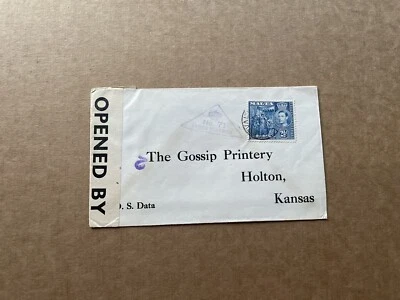 OPENED BY
MALTA
The Gossip Printery
Holton,
Kansas
. S. Data